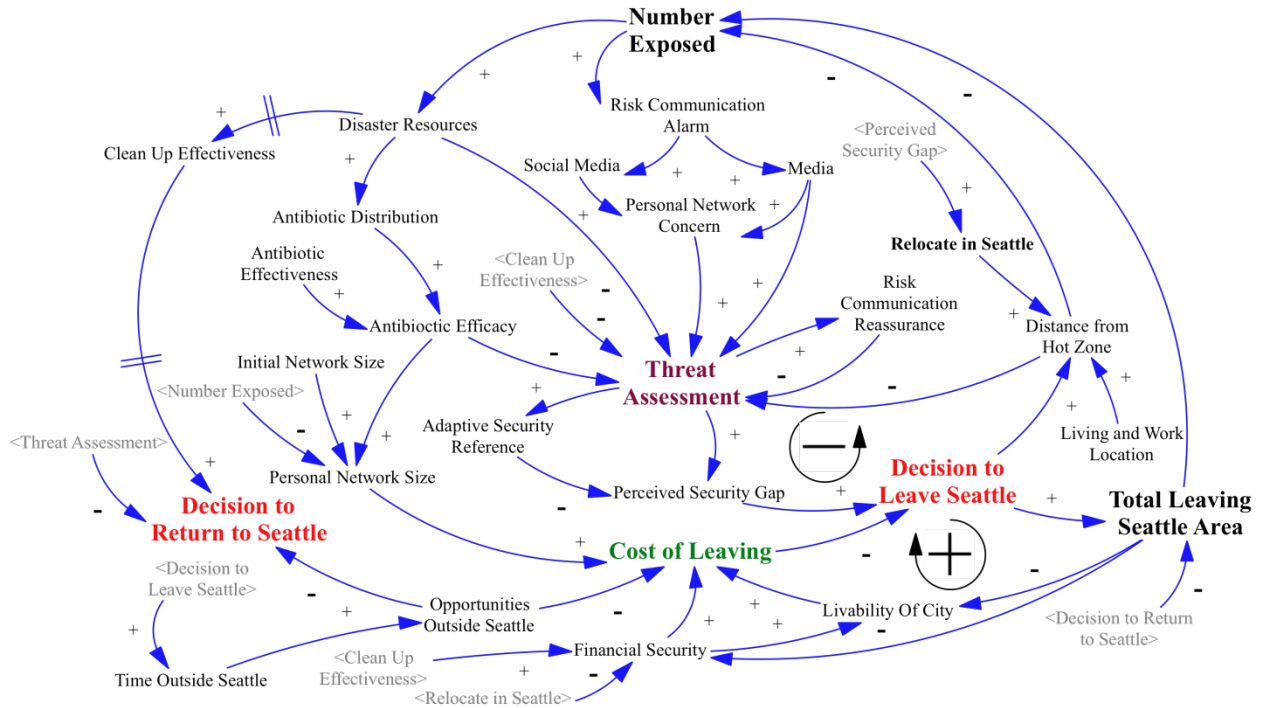 Number
Exposed
Risk Communication
Alarm
Disaster Resources
<Perceived
Security Gap>
Clean Up Effectiveness
Social Media
Media
Antibiotic Distribution
Personal Network
Concern
Relocate in Seattle
Antibiotic
Effectiveness
<Clean Up
Effectiveness>
Risk
Communication
Reassurance
Antibioctic Efficacy
Distance from
Hot Zone
Initial Network Size
Threat
Assessment
<Number Exposed>
Adaptive Security
Reference
<Threat Assessment>
Living and Work
Location
Personal Network Size
Perceived Security Gap
Decision to
Leave Seattle
Decision to
Return to Seattle
Total Leaving
Seattle Area
Cost of Leaving
<Decision to
Leave Seattle>
Opportunities
Outside Seattle
Livability Of City
<Decision to Return
to Seattle>
Financial Security
<Clean Up
Effectiveness>
Time Outside Seattle
<Relocate in Seattle>